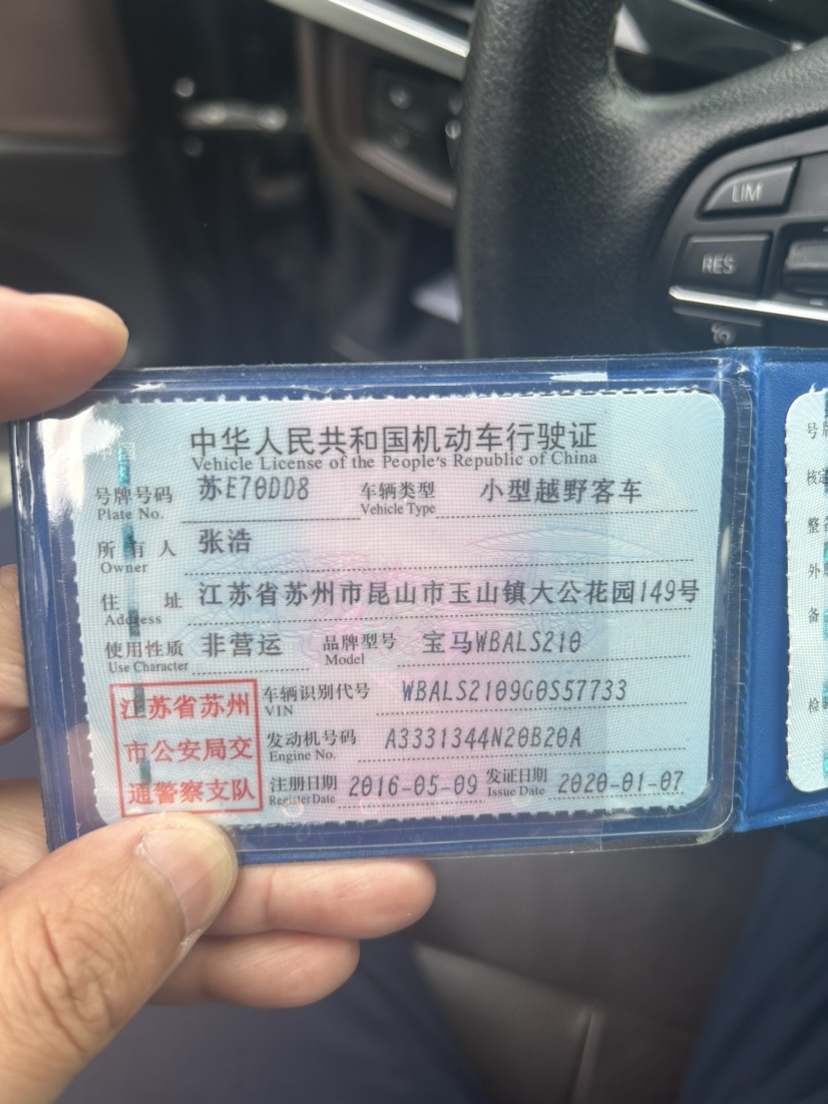 LIM
RES
中华人民共和国机动车行驶证
Vehicle License of the People's Republic of China
号牌号码 苏E70DD8 车辆类型 小型越野客车
Plate No. Vehicle Type
所有人 张浩
Owner
住址 江苏省苏州市昆山市玉山镇大公花园149号
Address
使用性质 非营运 品牌型号 宝马WBALS210
Use Character Model
江苏省苏州
市公安局交
通警察支队
车辆识别代号 WBALS2109G0S57733
VIN
发动机号码 A3331344N20B20A
Engine No.
注册日期 2016-05-09 发证日期 2020-01-07
Register Date Issue Date
号
核
整
外
备
检